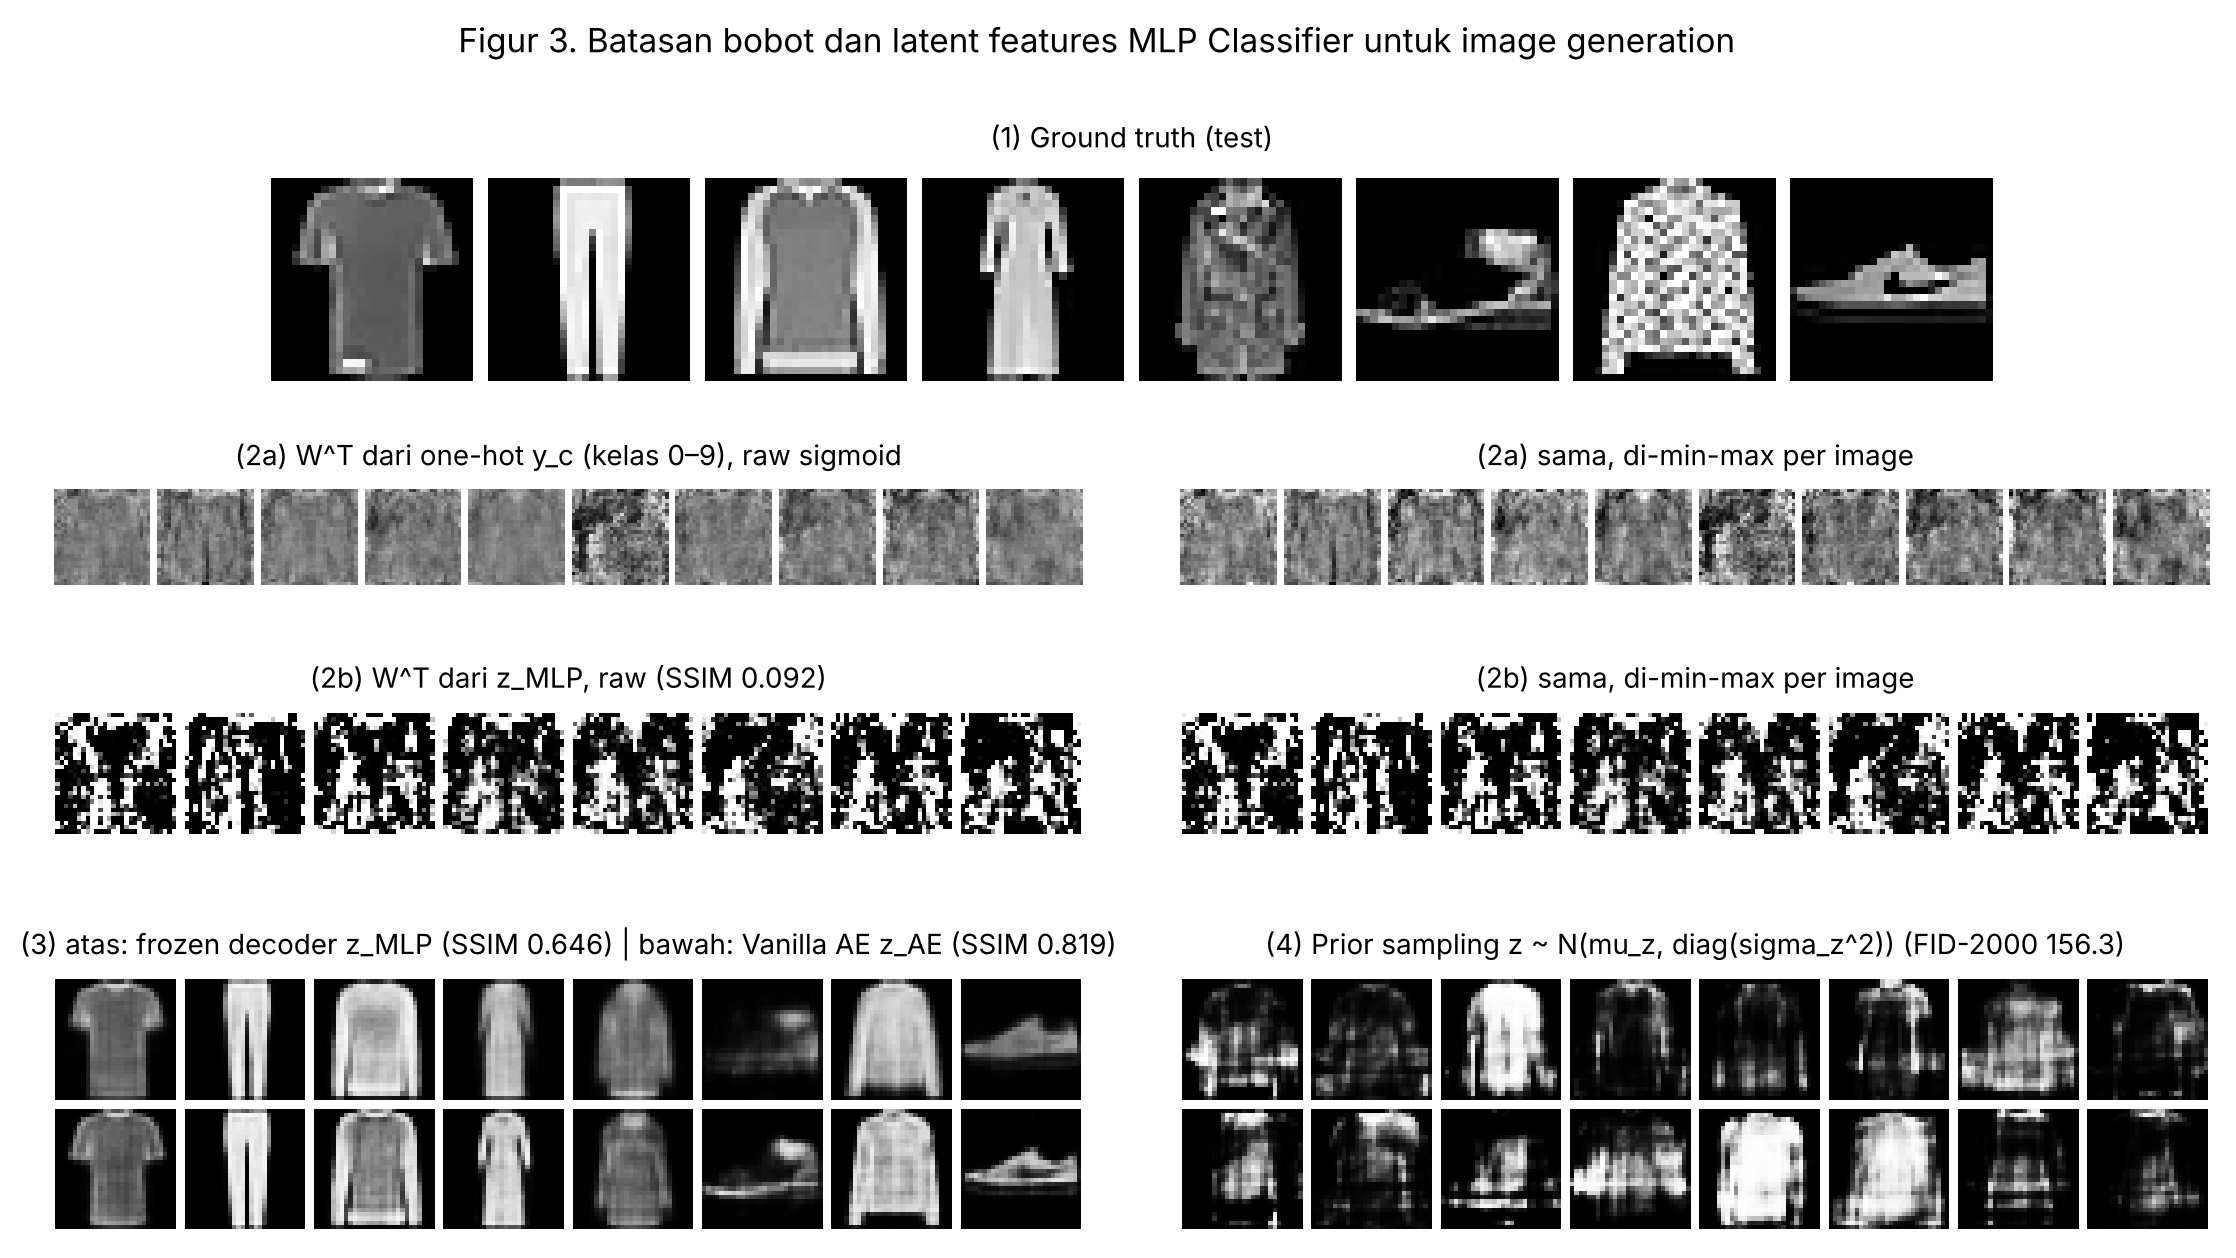 Figur 3. Batasan bobot dan latent features MLP Classifier untuk image generation
(1) Ground truth (test)
(2a) W^T dari one-hot y_c (kelas 0–9), raw sigmoid
(2a) sama, di-min-max per image
(2b) W^T dari z_MLP, raw (SSIM 0.092)
(2b) sama, di-min-max per image
(3) atas: frozen decoder z_MLP (SSIM 0.646) | bawah: Vanilla AE z_AE (SSIM 0.819)
(4) Prior sampling z ~ N(mu_z, diag(sigma_z^2)) (FID-2000 156.3)